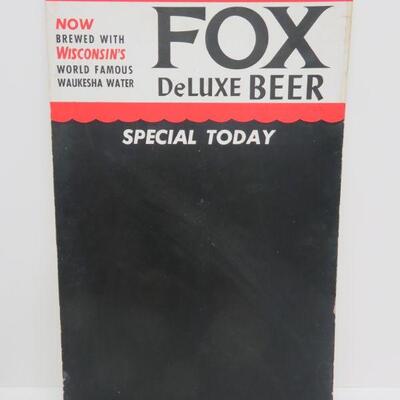 NOW
BREWED WITH
WISCONSIN'S
WORLD FAMOUS
WAUKESHA WATER
FOX
DeLUXE BEER
SPECIAL TODAY